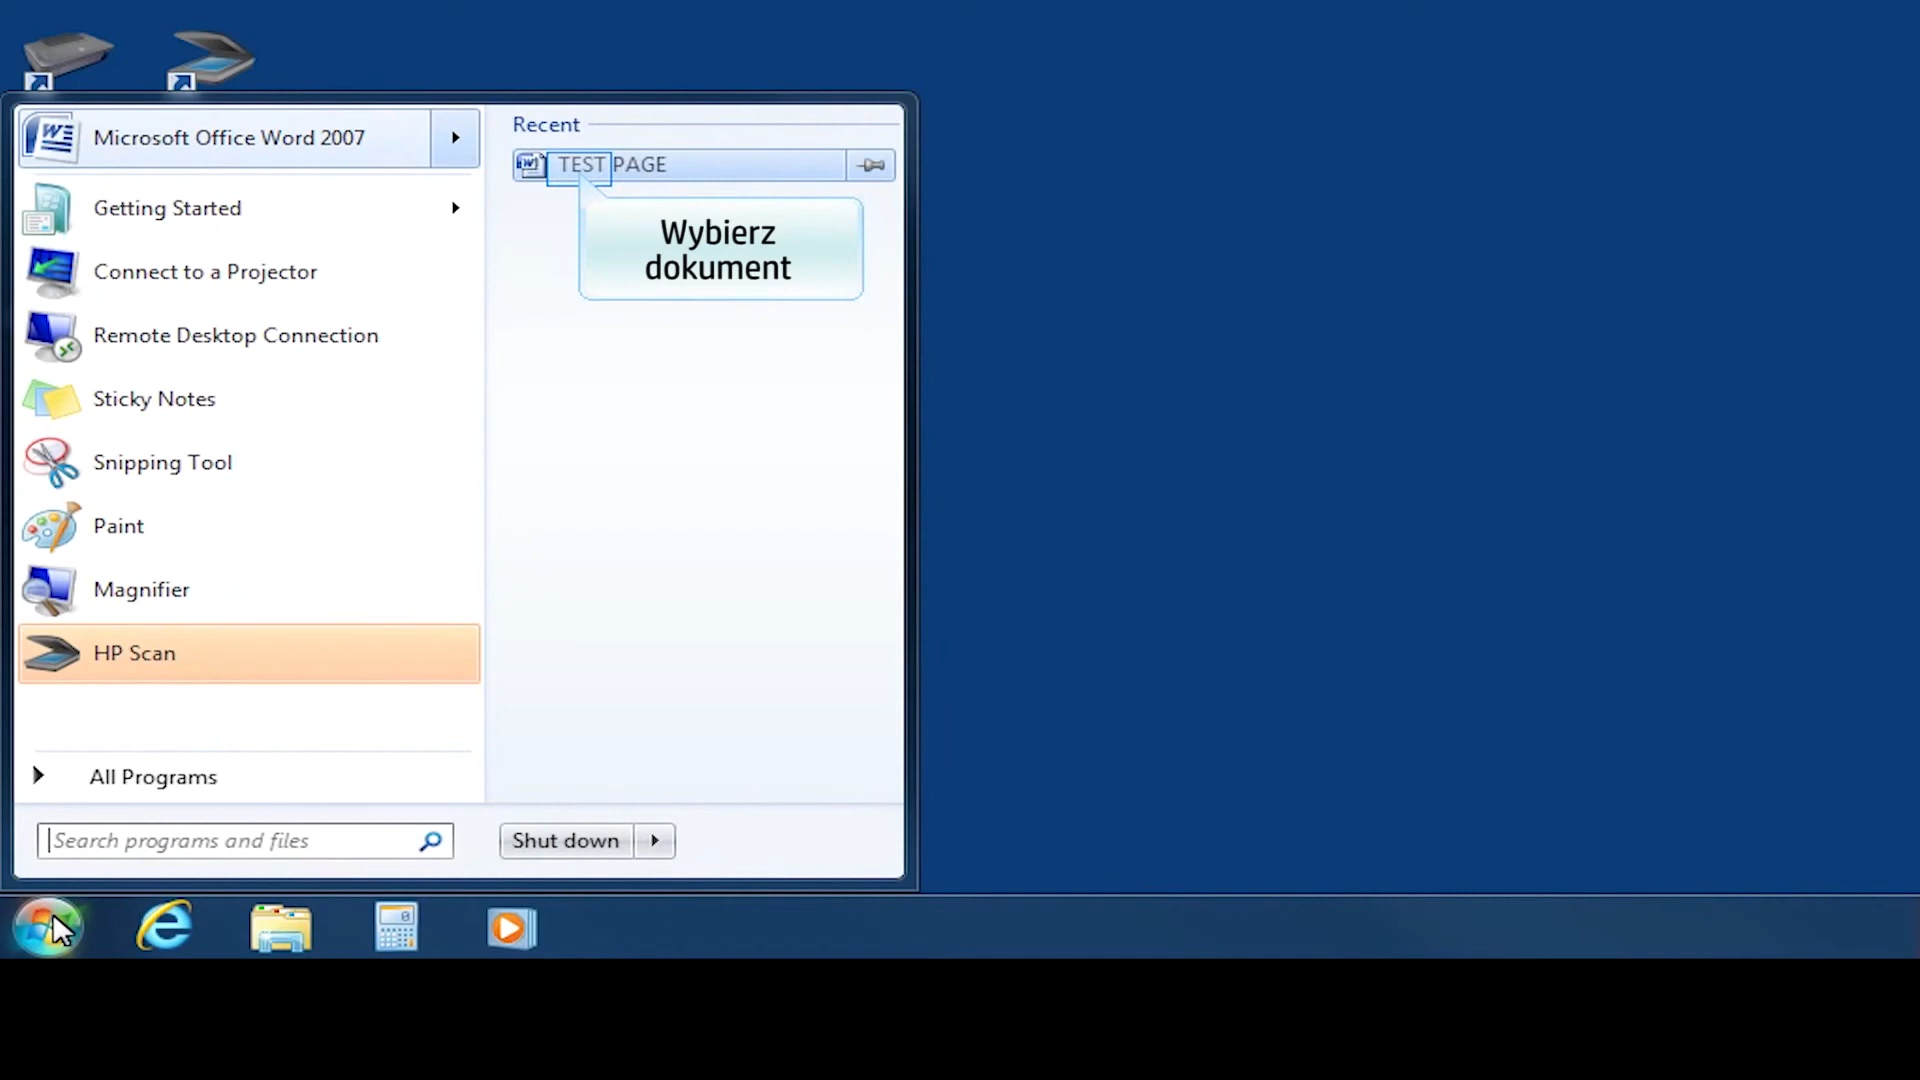 Microsoft Office Word 2007
Getting Started
Connect to a Projector
Remote Desktop Connection
Sticky Notes
Snipping Tool
Paint
Magnifier
HP Scan
All Programs
Search programs and files
Recent
TEST PAGE
Wybierz
dokument
Shut down